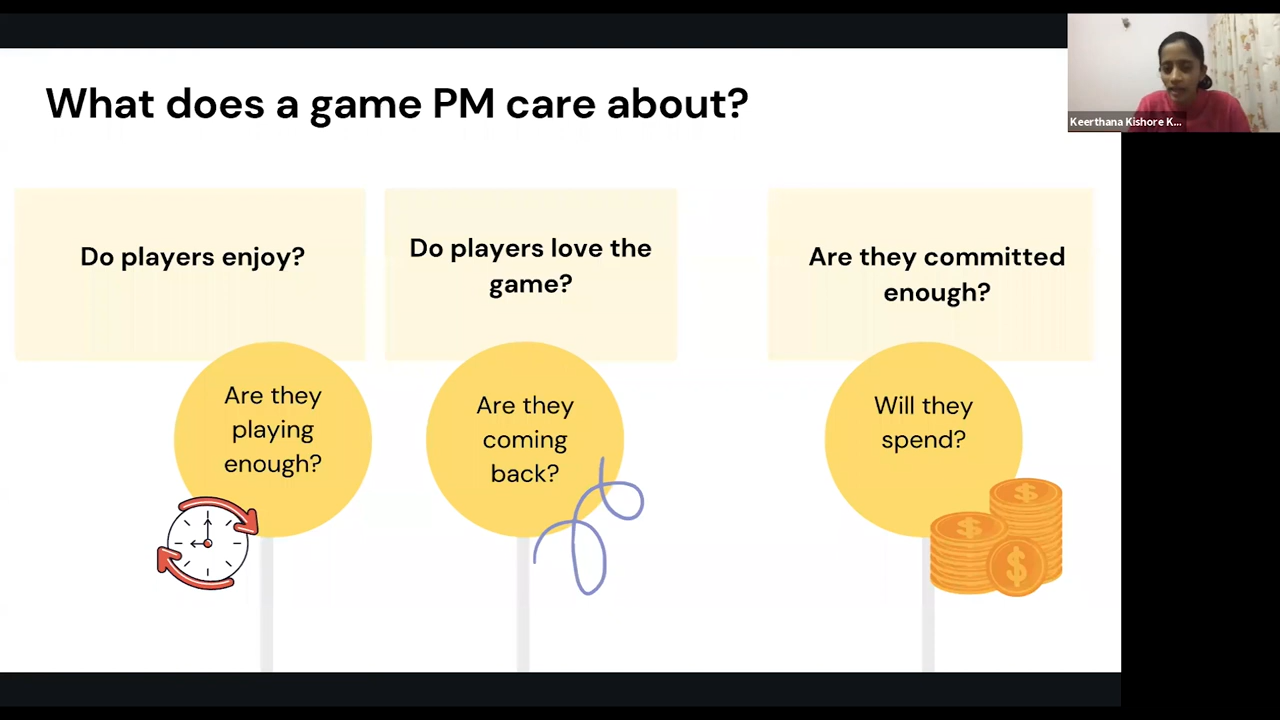 What does a game PM care about?
Keerthana Kishore K...
Do players enjoy?
Do players love the
game?
Are they committed
enough?
Are they
playing
enough?
Are they
coming
back?
Will they
spend?
$
$
$